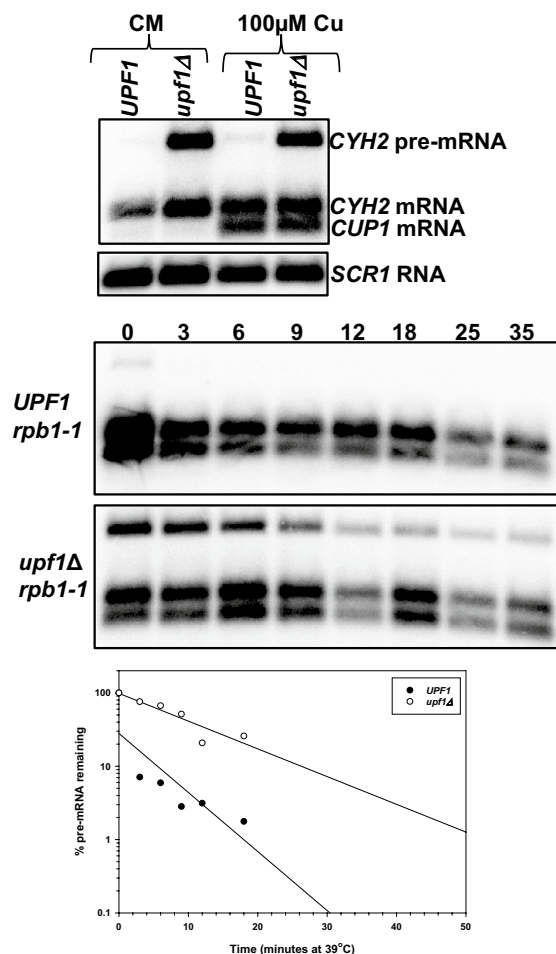 CM 100µM Cu
UPF1 upf1Δ UPF1 upf1Δ
CYH2 pre-mRNA
CYH2 mRNA
CUP1 mRNA
SCR1 RNA
0 3 6 9 12 18 25 35
UPF1
rpb1-1
upf1Δ
rpb1-1
% pre-mRNA remaining
100
10
1
0.1
UPF1
upf1Δ
0 10 20 30 40 50
Time (minutes at 39°C)